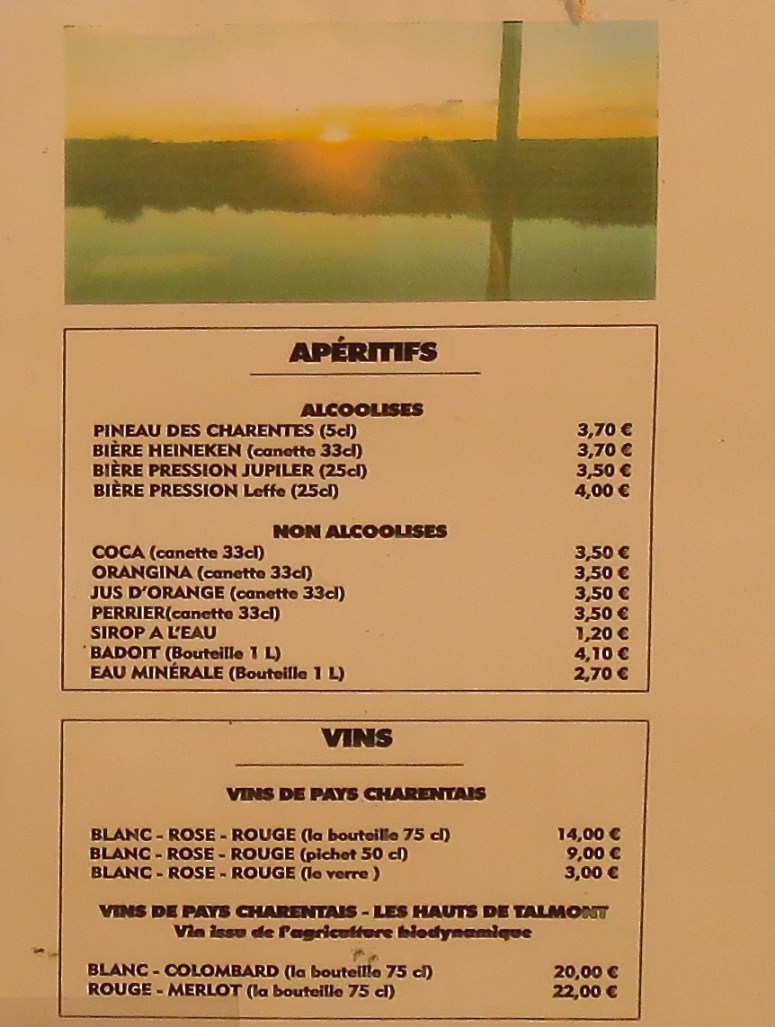 APÉRITIFS
ALCOOLISES
PINEAU DES CHARENTES (5cl) 3,70 €
BIÈRE HEINEKEN (canette 33cl) 3,70 €
BIÈRE PRESSION JUPILER (25cl) 3,50 €
BIÈRE PRESSION Leffe (25cl) 4,00 €
NON ALCOOLISES
COCA (canette 33cl) 3,50 €
ORANGINA (canette 33cl) 3,50 €
JUS D'ORANGE (canette 33cl) 3,50 €
PERRIER(canette 33cl) 3,50 €
SIROP A L'EAU 1,20 €
BADOIT (Bouteille 1 L) 4,10 €
EAU MINÉRALE (Bouteille 1 L) 2,70 €
VINS
VINS DE PAYS CHARENTAIS
BLANC - ROSE - ROUGE (la bouteille 75 cl) 14,00 €
BLANC - ROSE - ROUGE (pichet 50 cl) 9,00 €
BLANC - ROSE - ROUGE (le verre ) 3,00 €
VINS DE PAYS CHARENTAIS - LES HAUTS DE TALMONT
Vin issu de l'agriculture biodynamique
BLANC - COLOMBARD (la bouteille 75 cl) 20,00 €
ROUGE - MERLOT (la bouteille 75 cl) 22,00 €